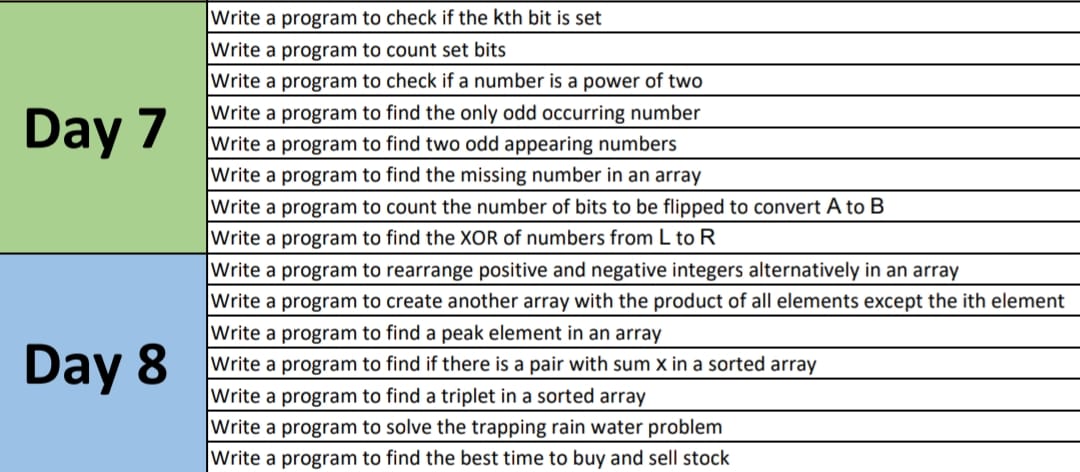 Day 7
Write a program to check if the kth bit is set
Write a program to count set bits
Write a program to check if a number is a power of two
Write a program to find the only odd occurring number
Write a program to find two odd appearing numbers
Write a program to find the missing number in an array
Write a program to count the number of bits to be flipped to convert A to B
Write a program to find the XOR of numbers from L to R
Day 8
Write a program to rearrange positive and negative integers alternatively in an array
Write a program to create another array with the product of all elements except the ith element
Write a program to find a peak element in an array
Write a program to find if there is a pair with sum X in a sorted array
Write a program to find a triplet in a sorted array
Write a program to solve the trapping rain water problem
Write a program to find the best time to buy and sell stock